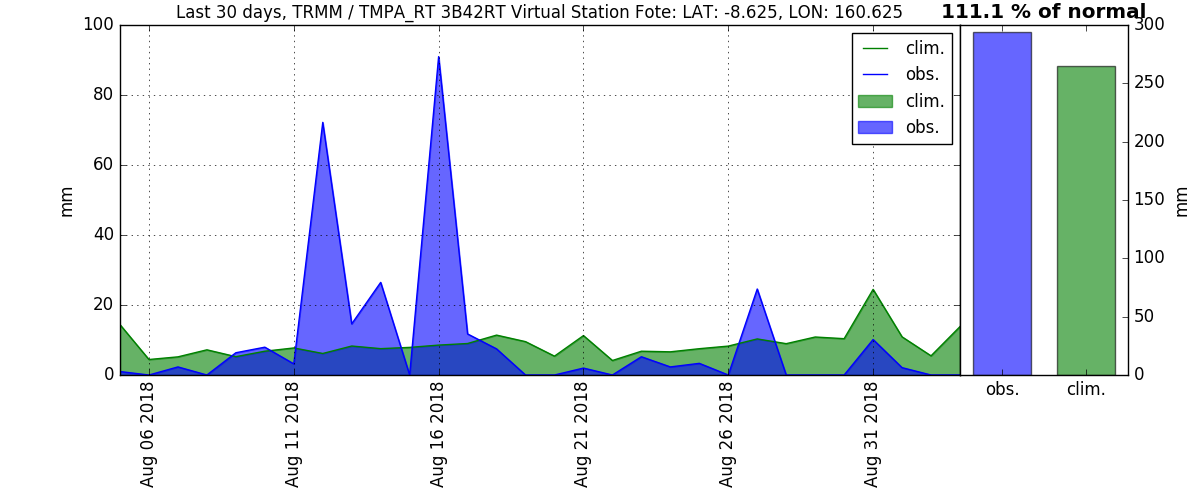 Last 30 days, TRMM / TMPA_RT 3B42RT Virtual Station Fote: LAT: -8.625, LON: 160.625
111.1 % of normal
100
80
60
40
20
0
mm
clim.
obs.
clim.
obs.
Aug 06 2018
Aug 11 2018
Aug 16 2018
Aug 21 2018
Aug 26 2018
Aug 31 2018
300
250
200
150
100
50
0
mm
obs.
clim.